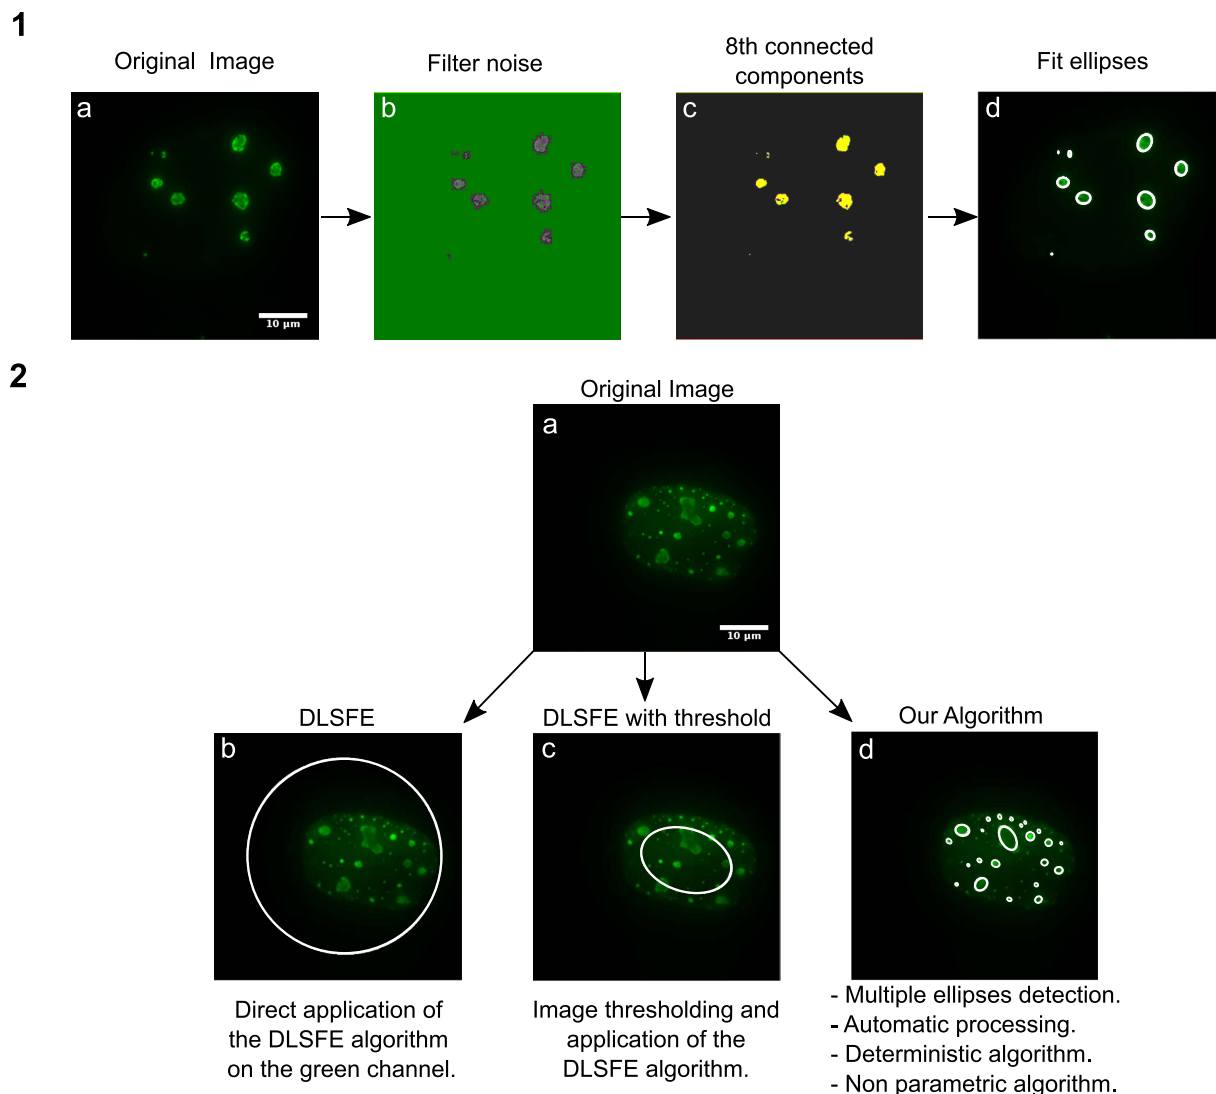 1
Original Image
Filter noise
8th connected
components
Fit ellipses
a
b
c
d
10 µm
2
Original Image
a
10 µm
DLSFE
DLSFE with threshold
Our Algorithm
b
c
d
Direct application of
the DLSFE algorithm
on the green channel.
Image thresholding and
application of the
DLSFE algorithm.
- Multiple ellipses detection.
- Automatic processing.
- Deterministic algorithm.
- Non parametric algorithm.